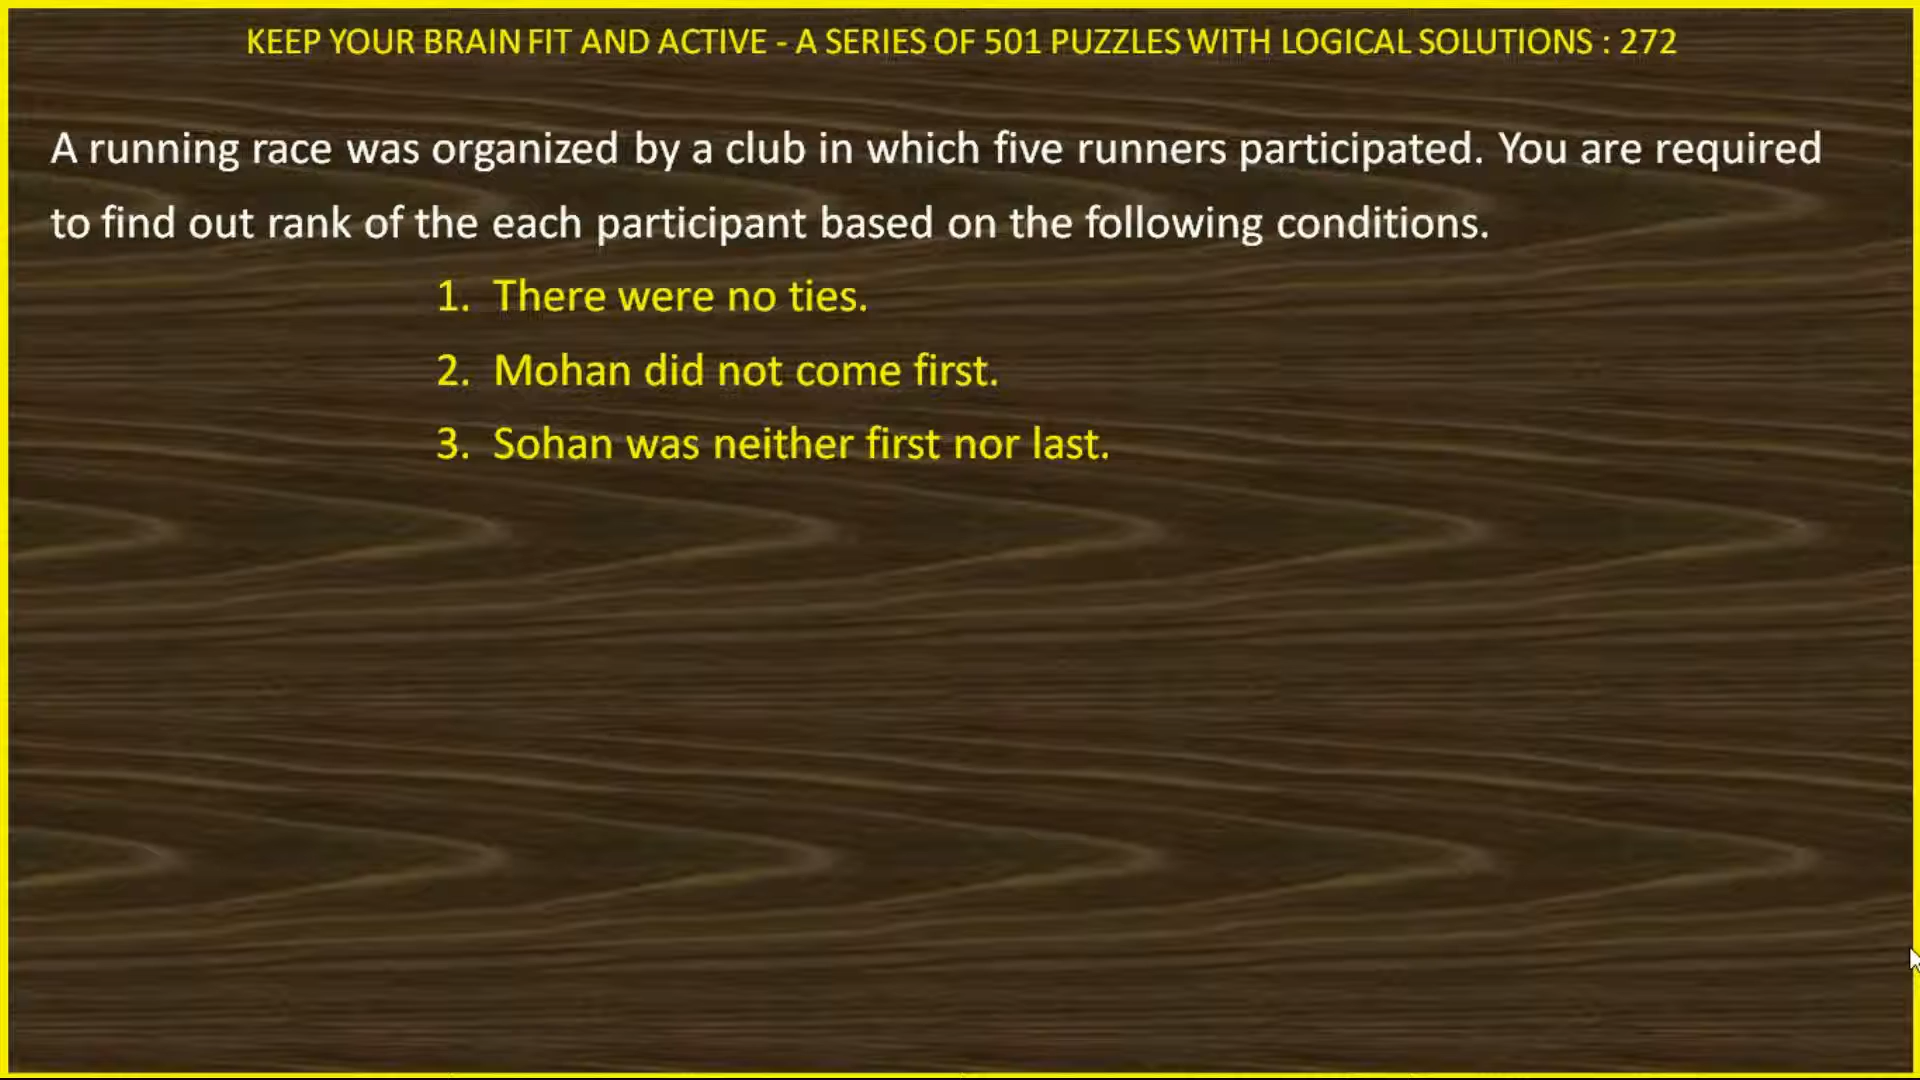 KEEP YOUR BRAIN FIT AND ACTIVE - A SERIES OF 501 PUZZLES WITH LOGICAL SOLUTIONS : 272
A running race was organized by a club in which five runners participated. You are required
to find out rank of the each participant based on the following conditions.
1. There were no ties.
2. Mohan did not come first.
3. Sohan was neither first nor last.